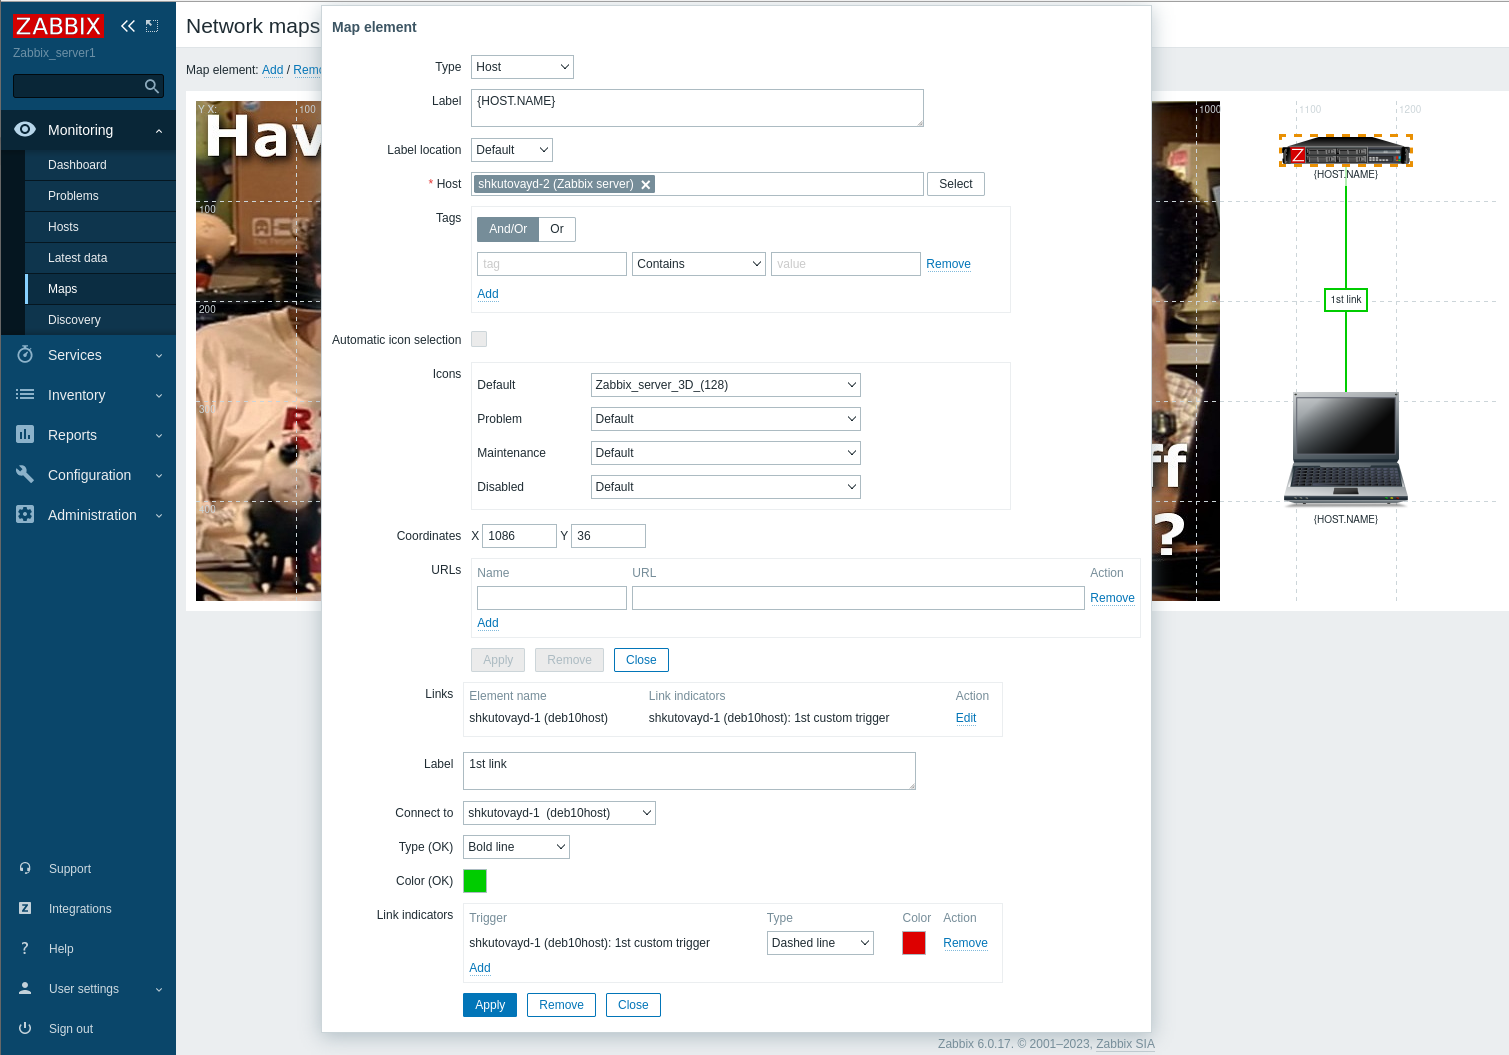 ZABBIX
Zabbix_server1
Monitoring
Dashboard
Problems
Hosts
Latest data
Maps
Discovery
Services
Inventory
Reports
Configuration
Administration
Support
Integrations
Help
User settings
Sign out
Network maps
Map element: Add /
Y X:
100
1000
1100
1200
Hav
100
200
300
400
ff
?
{HOST.NAME}
1st link
{HOST.NAME}
Map element
Type Host
Label {HOST.NAME}
Label location Default
* Host shkutovayd-2 (Zabbix server) Select
Tags
And/Or Or
tag Contains value Remove
Add
Automatic icon selection
Icons
Default Zabbix_server_3D_(128)
Problem Default
Maintenance Default
Disabled Default
Coordinates X 1086 Y 36
URLs Name URL Action
Remove
Add
Apply Remove Close
Links Element name Link indicators Action
shkutovayd-1 (deb10host) shkutovayd-1 (deb10host): 1st custom trigger Edit
Label 1st link
Connect to shkutovayd-1 (deb10host)
Type (OK) Bold line
Color (OK)
Link indicators Trigger Type Color Action
shkutovayd-1 (deb10host): 1st custom trigger Dashed line Remove
Add
Apply Remove Close
Zabbix 6.0.17. © 2001–2023, Zabbix SIA